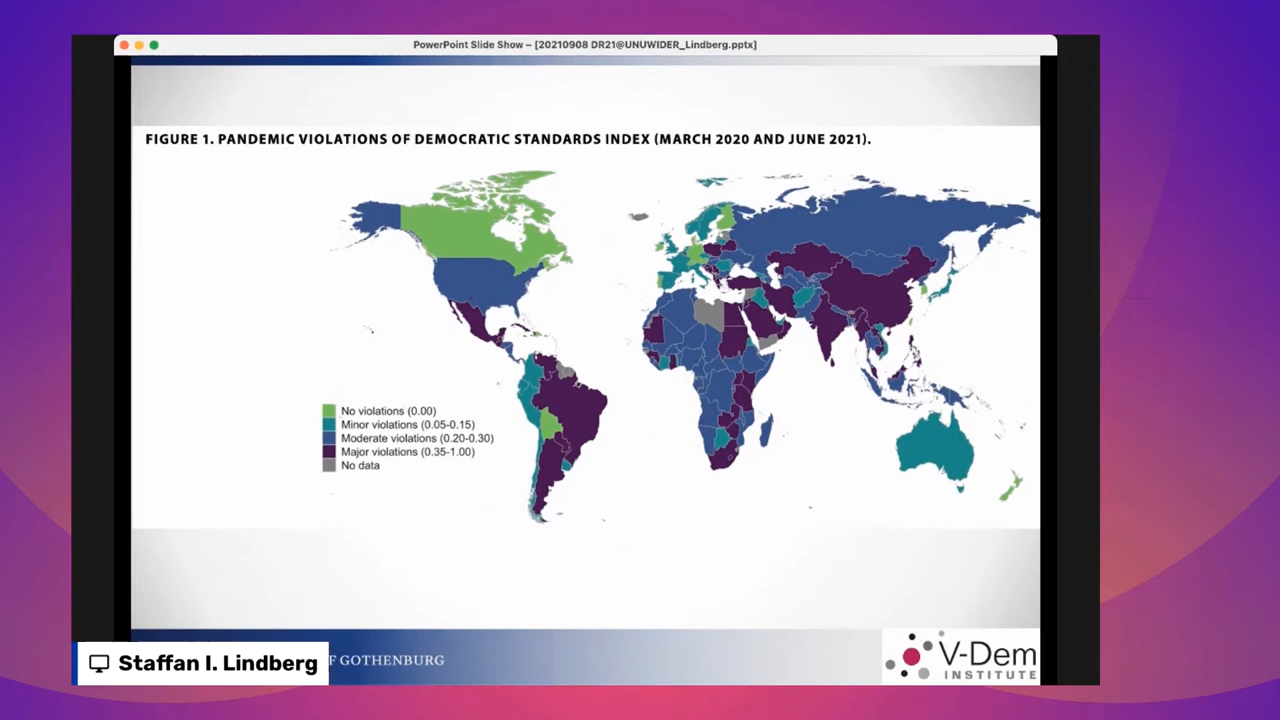 PowerPoint Slide Show – [20210908 DR21@UNUWIDER_Lindberg.pptx]
FIGURE 1. PANDEMIC VIOLATIONS OF DEMOCRATIC STANDARDS INDEX (MARCH 2020 AND JUNE 2021).
No violations (0.00)
Minor violations (0.05-0.15)
Moderate violations (0.20-0.30)
Major violations (0.35-1.00)
No data
Staffan I. Lindberg
F GOTHENBURG
V-Dem
INSTITUTE